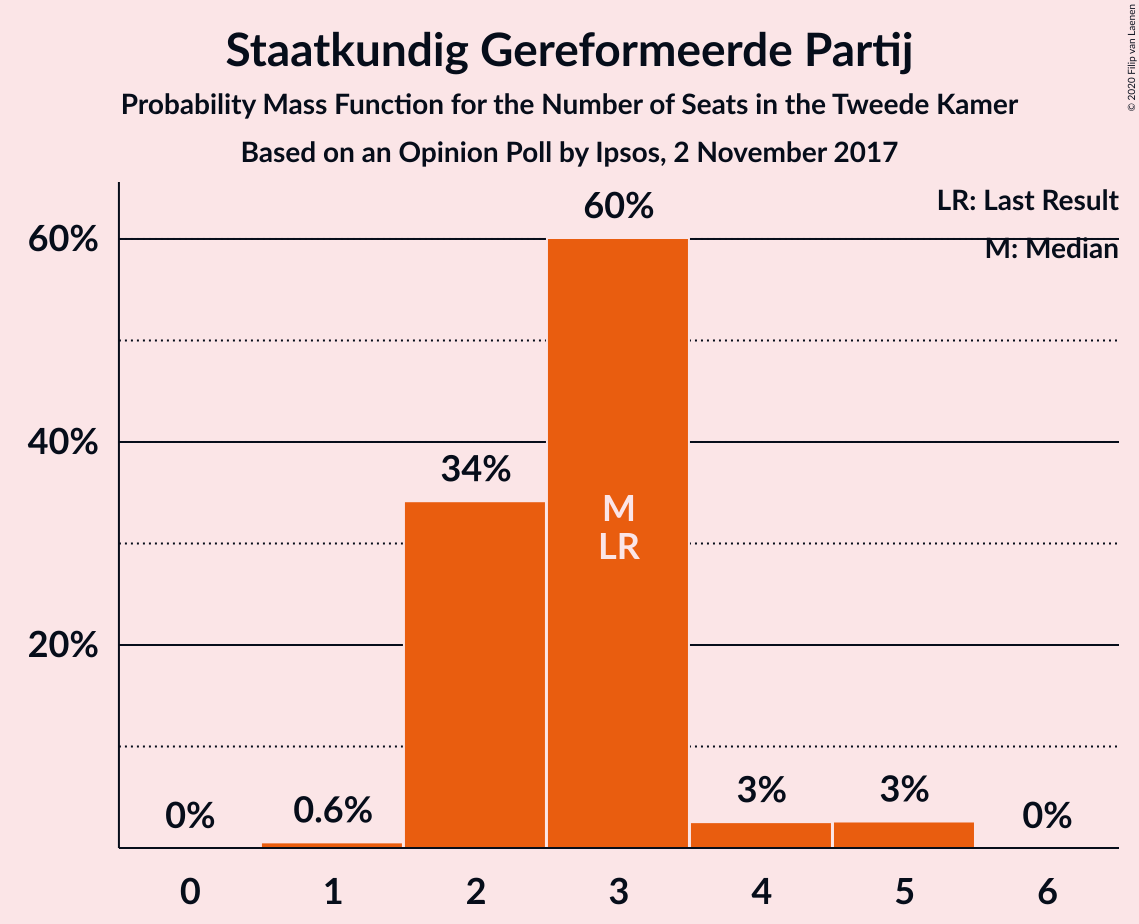 Staatkundig Gereformeerde Partij
Probability Mass Function for the Number of Seats in the Tweede Kamer
Based on an Opinion Poll by Ipsos, 2 November 2017
© 2020 Filip van Laenen
LR: Last Result
M: Median
60%
40%
20%
0%
0.6%
34%
60%
M
LR
3%
3%
0%
0 1 2 3 4 5 6